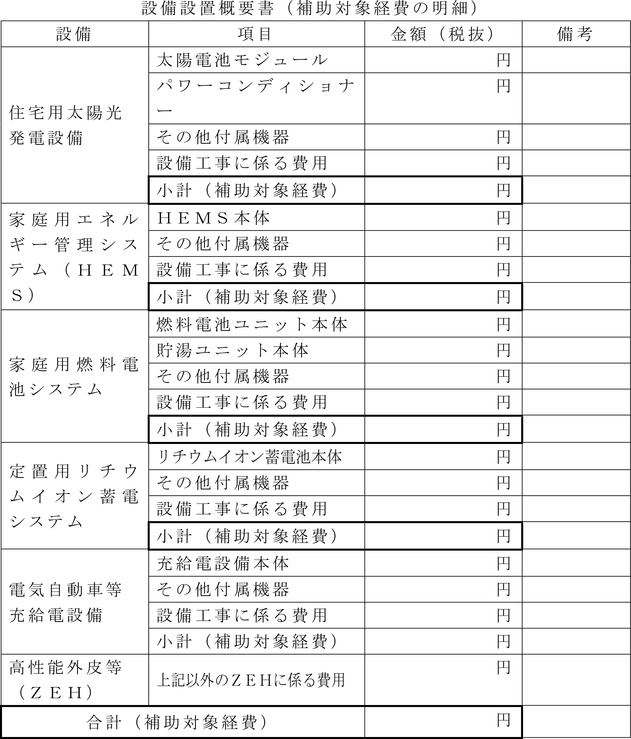 設備設置概要書（補助対象経費の明細）
設備 項目 金額（税抜） 備考
住宅用太陽光
発電設備
太陽電池モジュール 円
パワーコンディショナ
ー 円
その他付属機器 円
設備工事に係る費用 円
小計（補助対象経費） 円
家庭用エネル
ギー管理シス
テム（ＨＥＭ
Ｓ）
ＨＥＭＳ本体 円
その他付属機器 円
設備工事に係る費用 円
小計（補助対象経費） 円
家庭用燃料電
池システム
燃料電池ユニット本体 円
貯湯ユニット本体 円
その他付属機器 円
設備工事に係る費用 円
小計（補助対象経費） 円
定置用リチウ
ムイオン蓄電
システム
リチウムイオン蓄電池本体 円
その他付属機器 円
設備工事に係る費用 円
小計（補助対象経費） 円
電気自動車等
充給電設備
充給電設備本体 円
その他付属機器 円
設備工事に係る費用 円
小計（補助対象経費） 円
高性能外皮等
（ＺＥＨ）
上記以外のＺＥＨに係る費用 円
合計（補助対象経費） 円